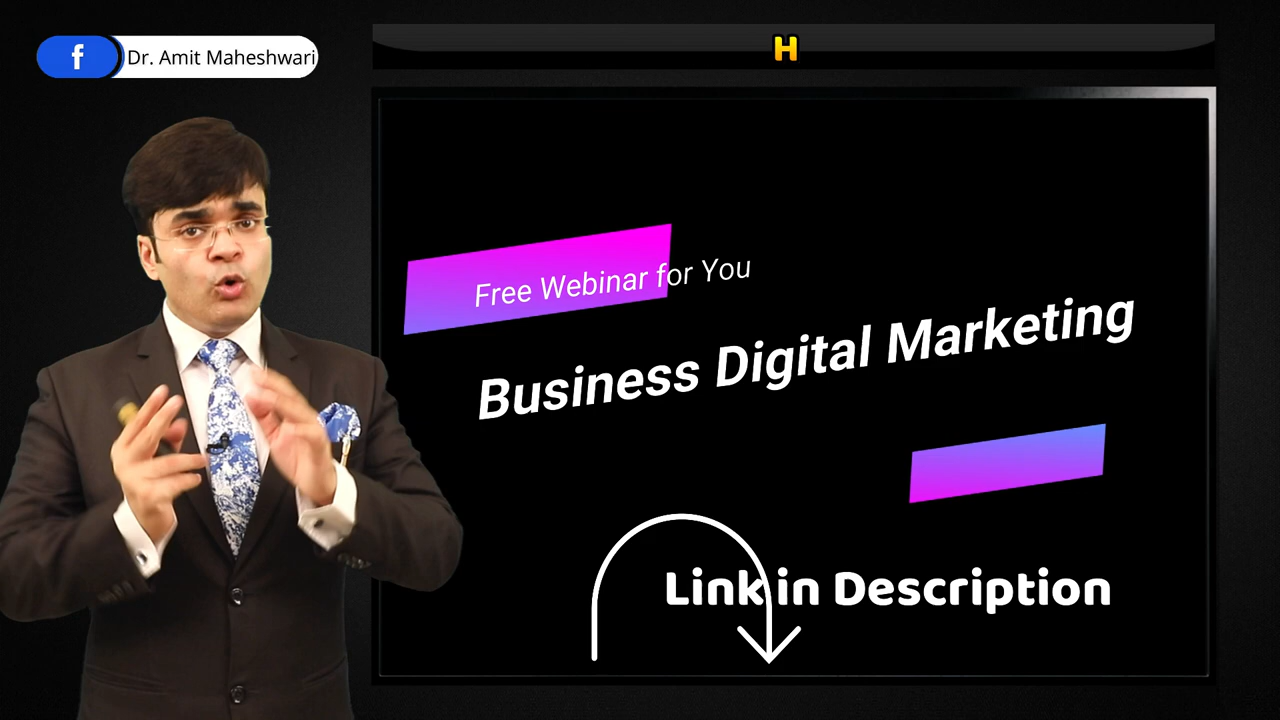 f Dr. Amit Maheshwari
H
Free Webinar for You
Business Digital Marketing
Link in Description